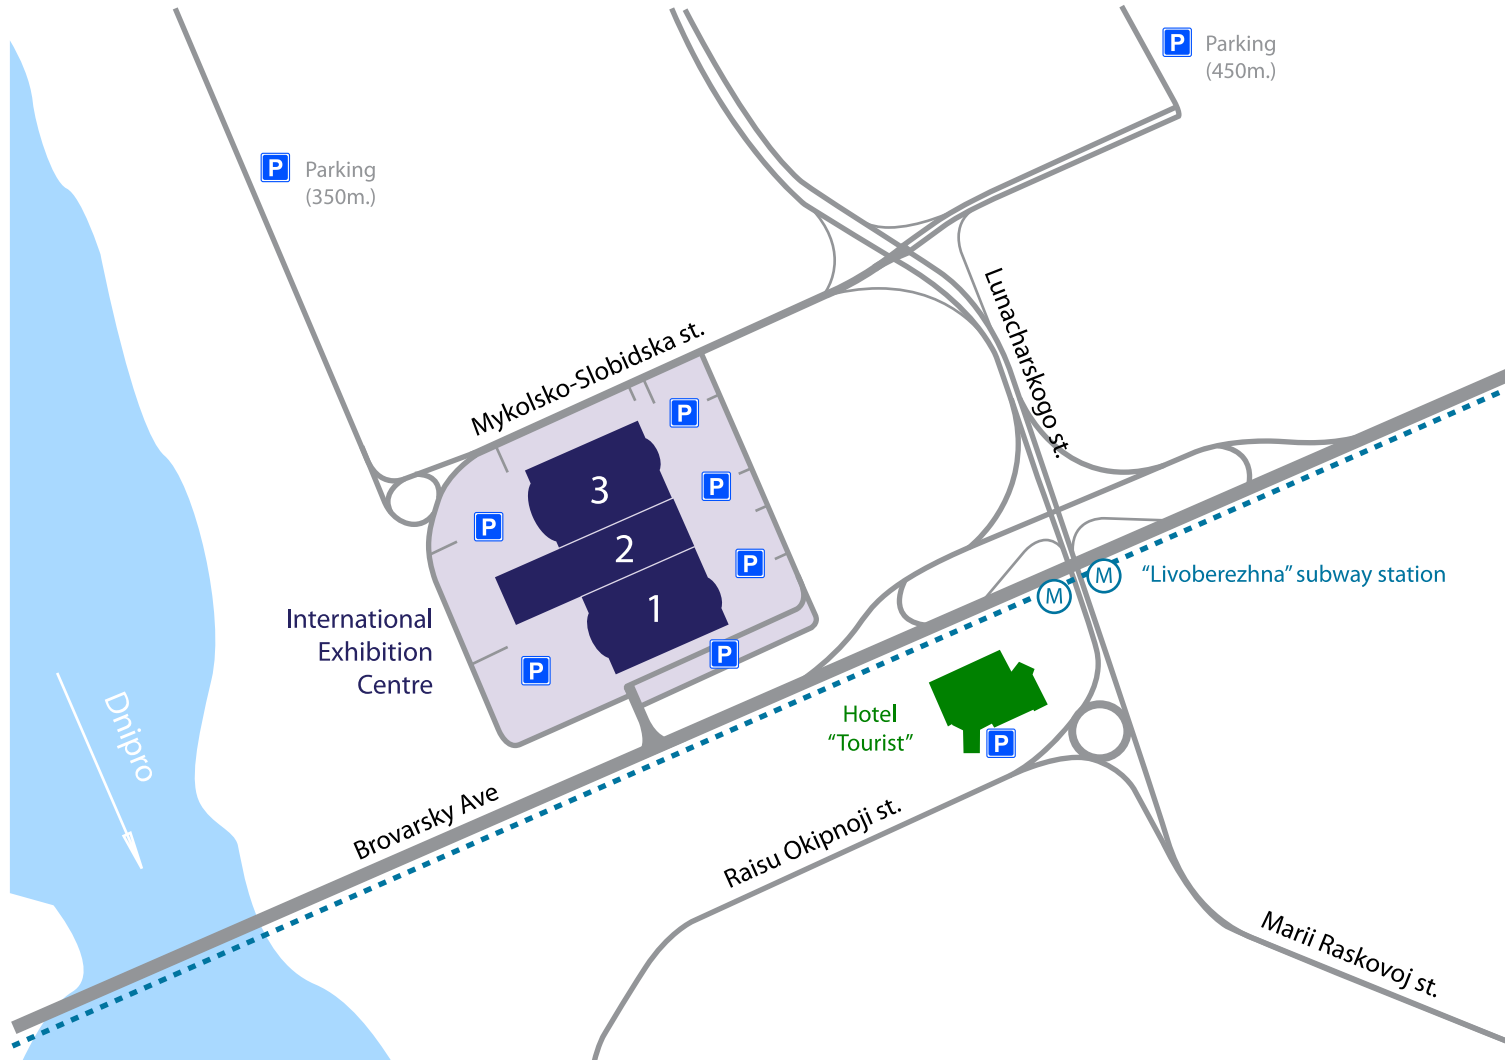 P Parking
(450m.)
P Parking
(350m.)
Lunacharskogo st.
Mykolsko-Slobidska st.
P
P
P
P
P
P
3
2
1
International
Exhibition
Centre
M
M
“Livoberezhna” subway station
Hotel
“Tourist”
P
Dnipro
Brovarsky Ave
Raisu Okipnoji st.
Marii Raskovoj st.